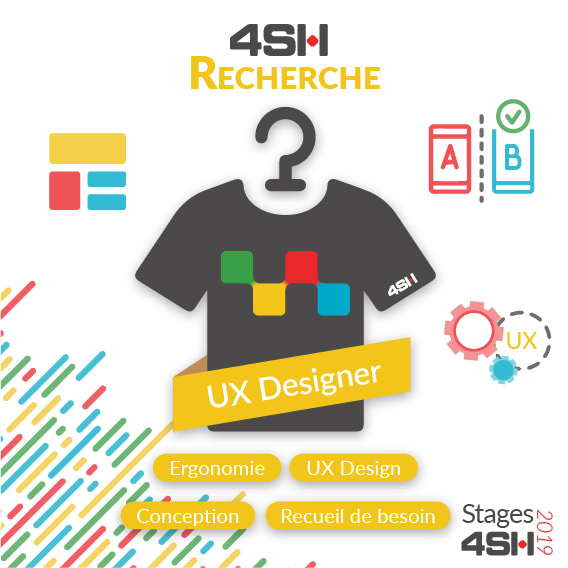 4SH
RECHERCHE
A
B
4SH
UX
UX Designer
Ergonomie
UX Design
Conception
Recueil de besoin
Stages
4SH
2019